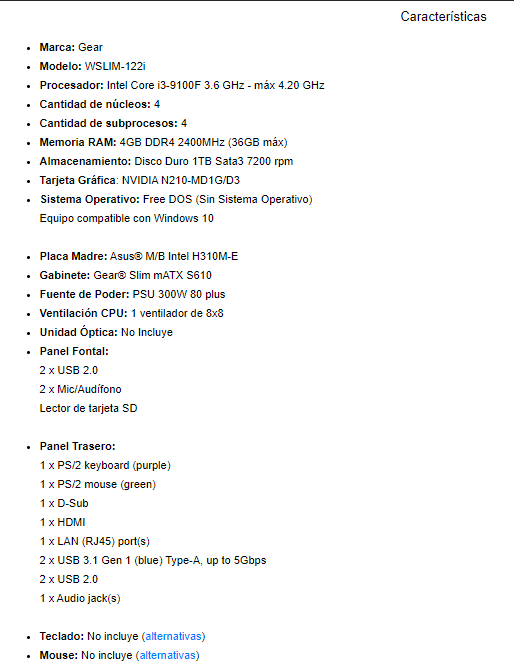 Características
Marca: Gear
Modelo: WSLIM-122i
Procesador: Intel Core i3-9100F 3.6 GHz - máx 4.20 GHz
Cantidad de núcleos: 4
Cantidad de subprocesos: 4
Memoria RAM: 4GB DDR4 2400MHz (36GB máx)
Almacenamiento: Disco Duro 1TB Sata3 7200 rpm
Tarjeta Gráfica: NVIDIA N210-MD1G/D3
Sistema Operativo: Free DOS (Sin Sistema Operativo)
Equipo compatible con Windows 10
Placa Madre: Asus® M/B Intel H310M-E
Gabinete: Gear® Slim mATX S610
Fuente de Poder: PSU 300W 80 plus
Ventilación CPU: 1 ventilador de 8x8
Unidad Óptica: No Incluye
Panel Fontal:
2 x USB 2.0
2 x Mic/Audífono
Lector de tarjeta SD
Panel Trasero:
1 x PS/2 keyboard (purple)
1 x PS/2 mouse (green)
1 x D-Sub
1 x HDMI
1 x LAN (RJ45) port(s)
2 x USB 3.1 Gen 1 (blue) Type-A, up to 5Gbps
2 x USB 2.0
1 x Audio jack(s)
Teclado: No incluye (alternativas)
Mouse: No incluye (alternativas)